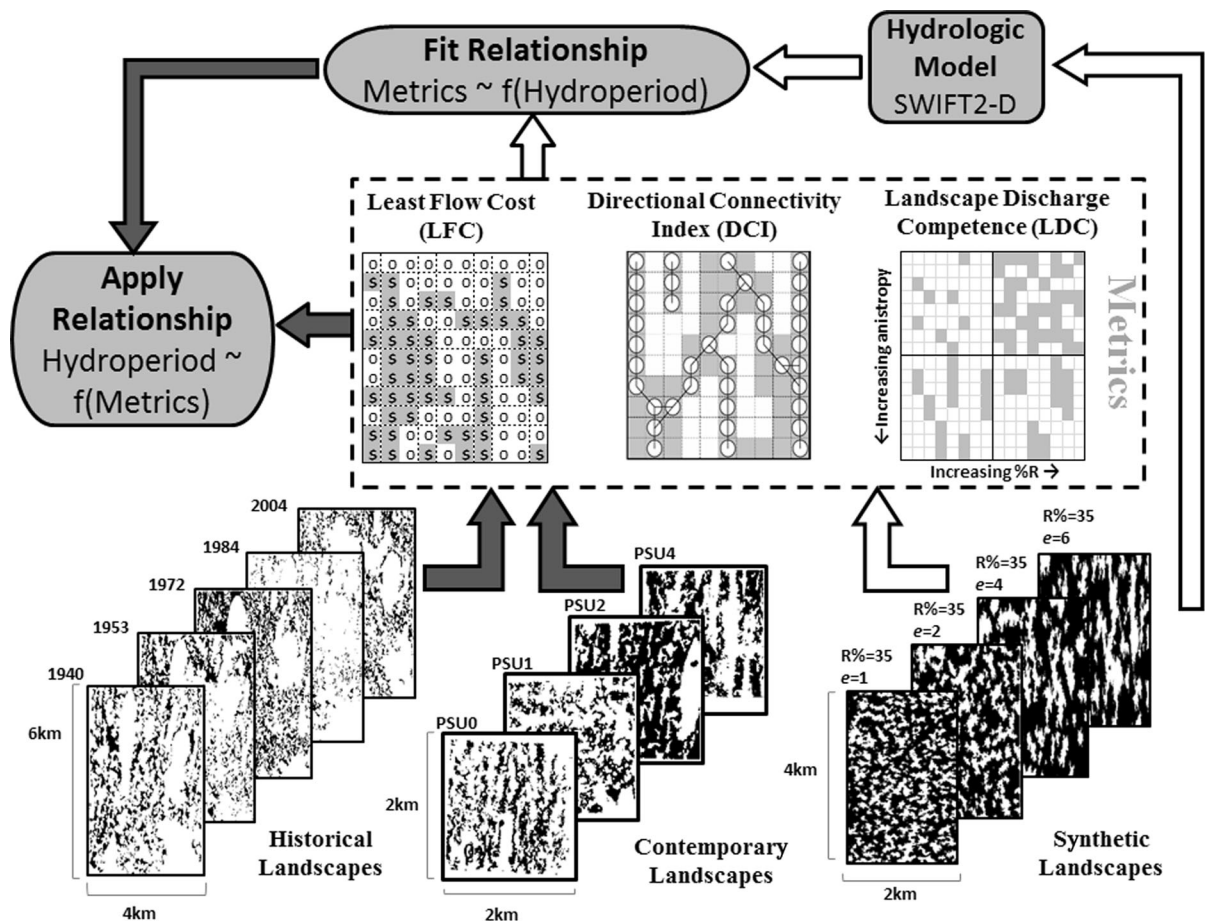 Fit Relationship
Metrics ~ f(Hydroperiod)
Hydrologic
Model
SWIFT2-D
Apply
Relationship
Hydroperiod ~
f(Metrics)
Least Flow Cost
(LFC)
Directional Connectivity
Index (DCI)
Landscape Discharge
Competence (LDC)
←Increasing anistropy
Increasing %R →
Metrics
2004
1984
1972
1953
1940
6km
4km
Historical
Landscapes
PSU4
PSU2
PSU1
PSU0
2km
2km
Contemporary
Landscapes
R%=35
e=6
R%=35
e=4
R%=35
e=2
R%=35
e=1
4km
2km
Synthetic
Landscapes